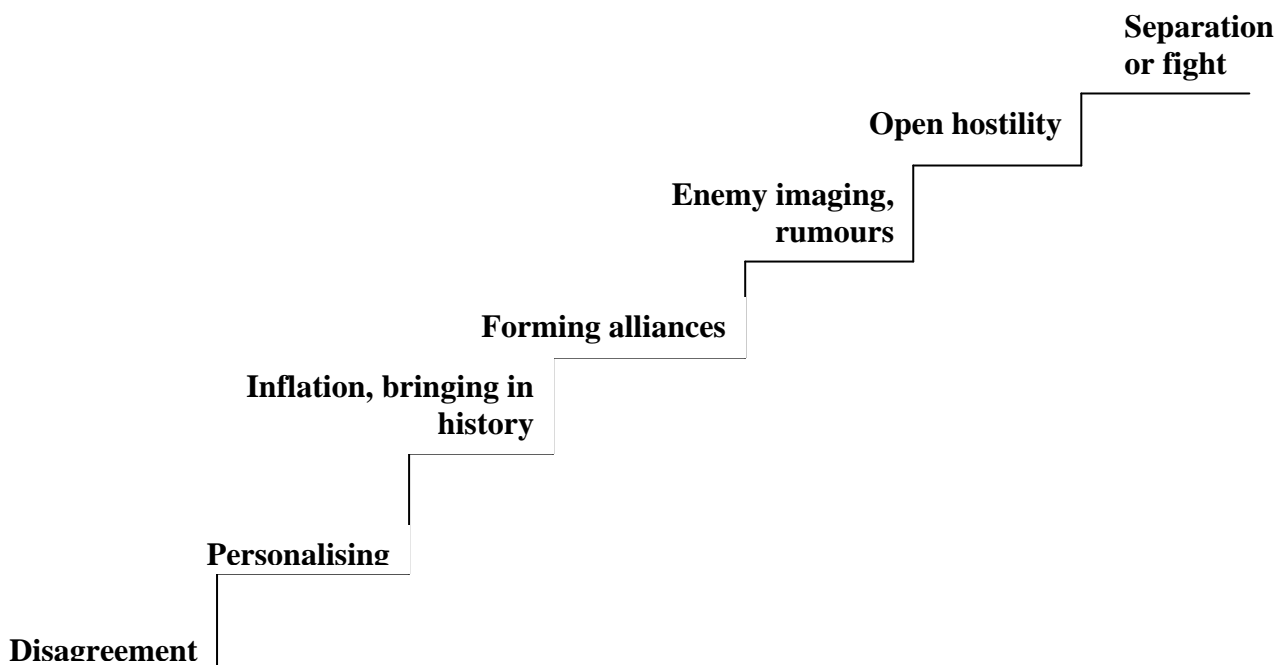 Separation
or fight
Open hostility
Enemy imaging,
rumours
Forming alliances
Inflation, bringing in
history
Personalising
Disagreement